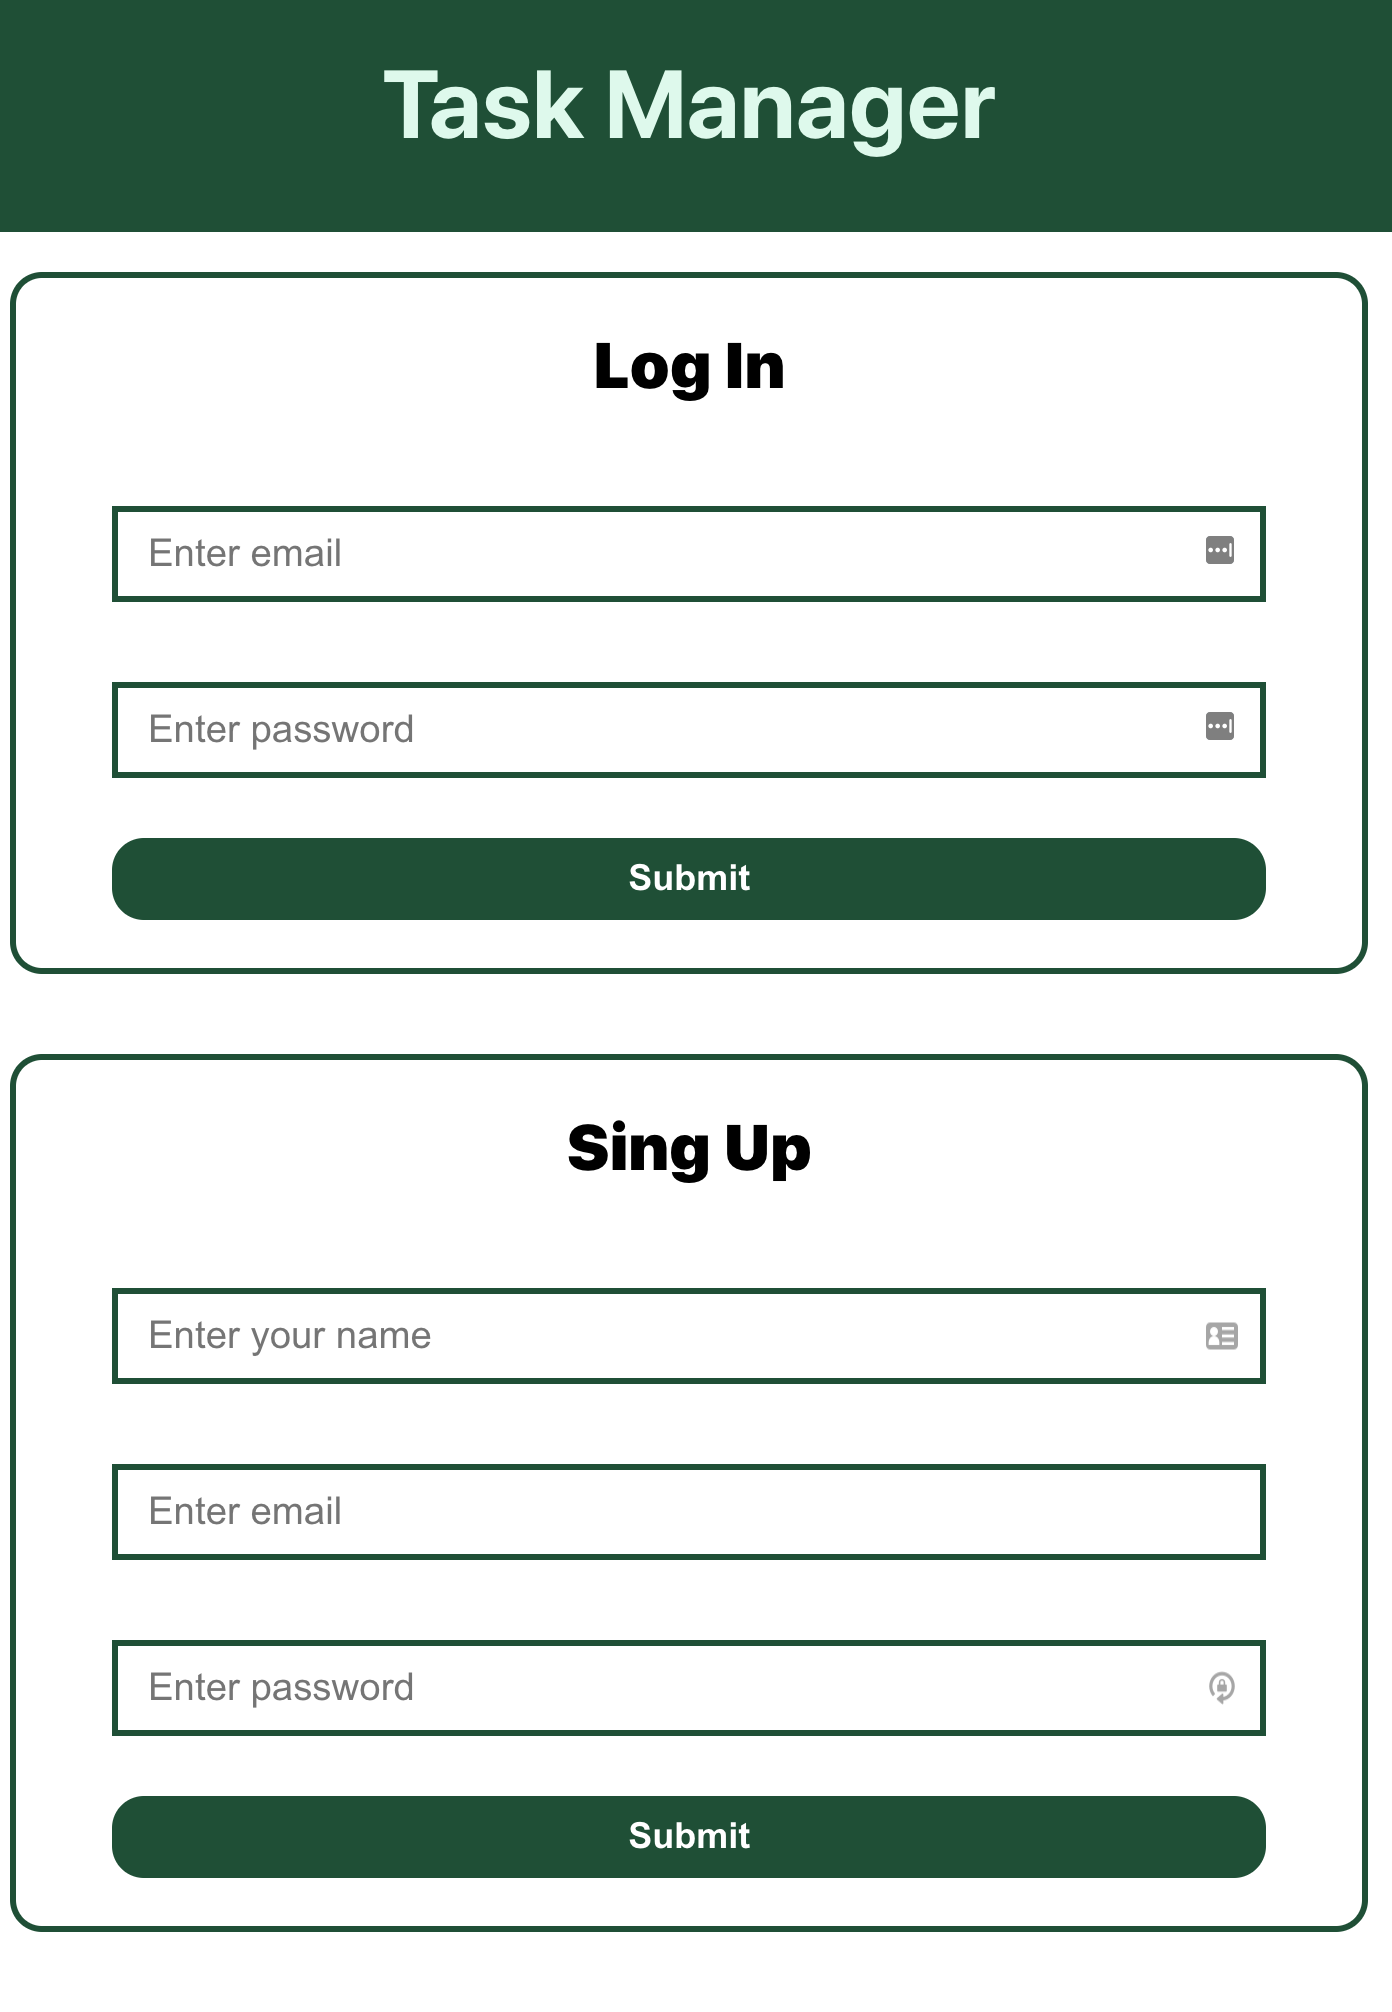 Task Manager
Log In
Enter email
Enter password
Submit
Sing Up
Enter your name
Enter email
Enter password
Submit